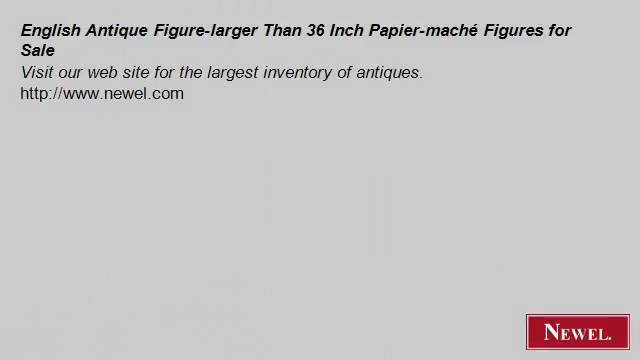 English Antique Figure-larger Than 36 Inch Papier-maché Figures for
Sale
Visit our web site for the largest inventory of antiques.
http://www.newel.com
NEWEL.